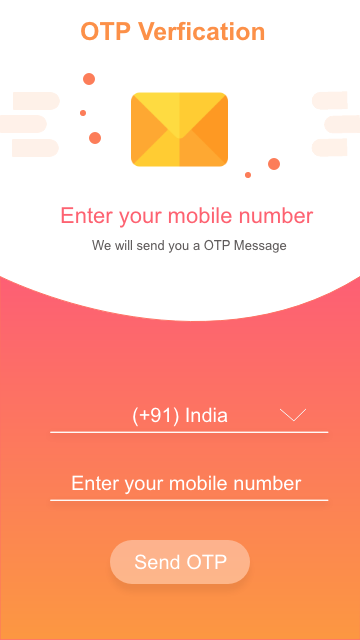 OTP Verfication
Enter your mobile number
We will send you a OTP Message
(+91) India
Enter your mobile number
Send OTP